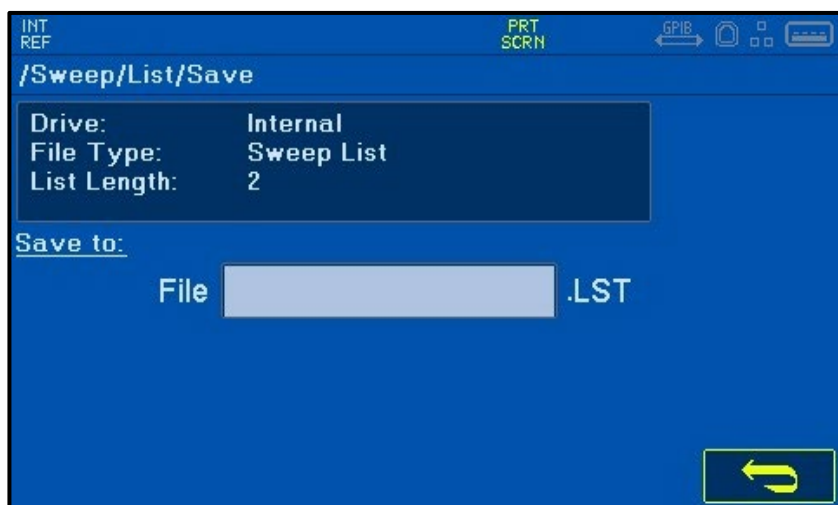 INT PRT GPIB
REF SCRN
/Sweep/List/Save
Drive: Internal
File Type: Sweep List
List Length: 2
Save to:
File .LST